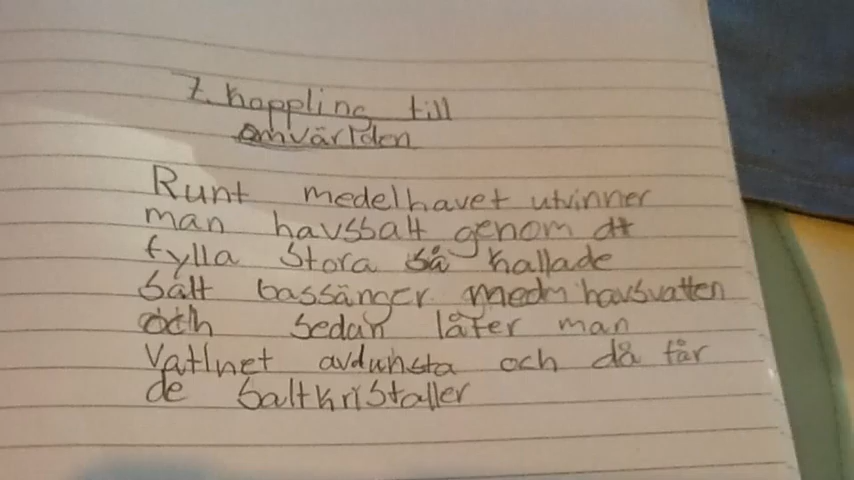 7. koppling till
omvärlden
Runt medelhavet utvinner
man havssalt genom att
fylla stora så kallade
salt bassänger med havsvatten
och sedan låter man
vattnet avdunsta och då får
de saltkristaller